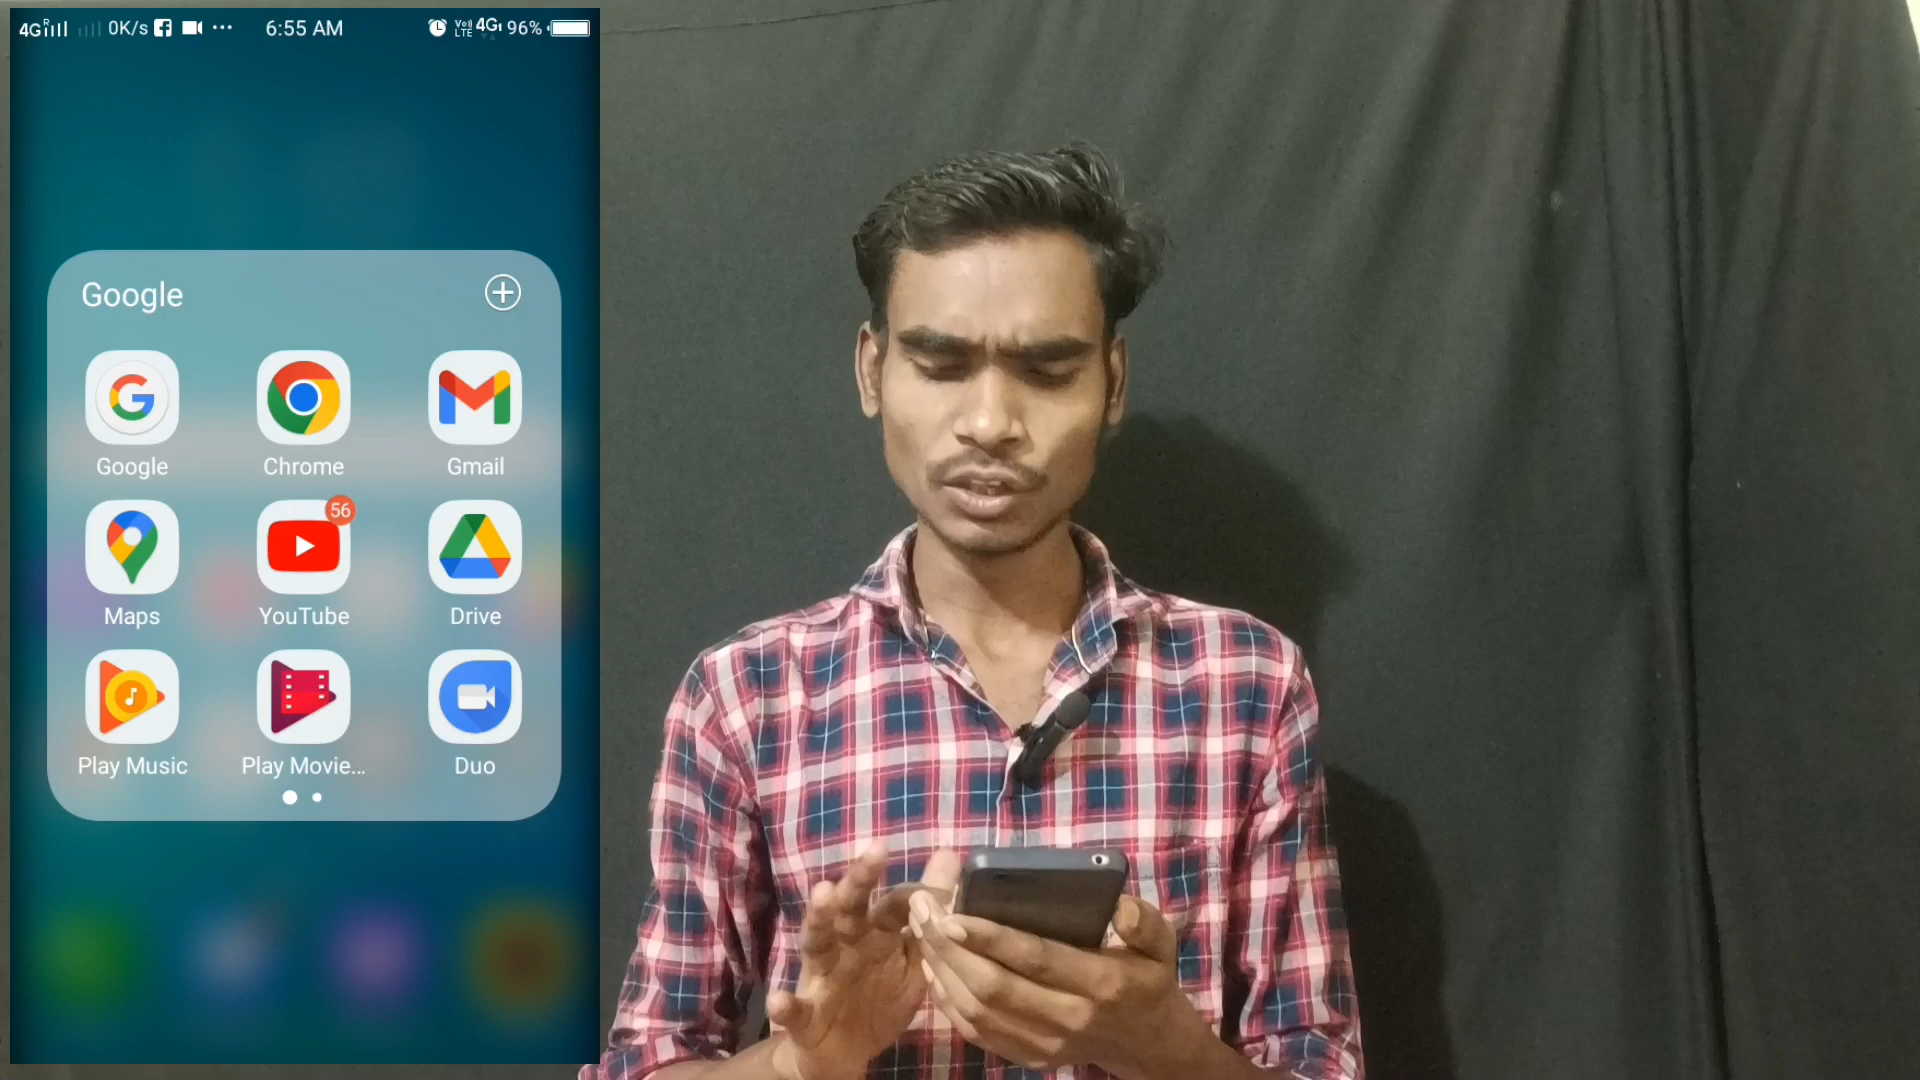 4G R 0K/s 6:55 AM VoLTE 4G 96%
Google
Google Chrome Gmail
56
Maps YouTube Drive
Play Music Play Movie... Duo